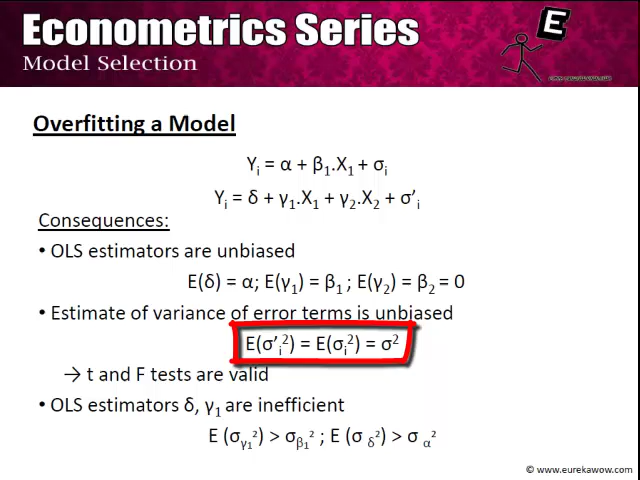 Econometrics Series
Model Selection
E
Overfitting a Model
Yᵢ = α + β₁.X₁ + σᵢ
Yᵢ = δ + γ₁.X₁ + γ₂.X₂ + σ’ᵢ
Consequences:
• OLS estimators are unbiased
E(δ) = α; E(γ₁) = β₁ ; E(γ₂) = β₂ = 0
• Estimate of variance of error terms is unbiased
E(σ’ᵢ²) = E(σᵢ²) = σ²
→ t and F tests are valid
• OLS estimators δ, γ₁ are inefficient
E (σγ₁²) > σβ₁² ; E (σ δ²) > σ α²
© www.eurekawow.com